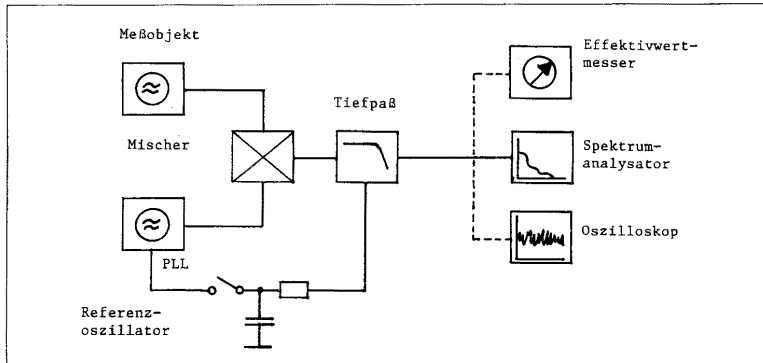 Meßobjekt
Effektivwert-
messer
Tiefpaß
Mischer
Spektrum-
analysator
Oszilloskop
PLL
Referenz-
oszillator